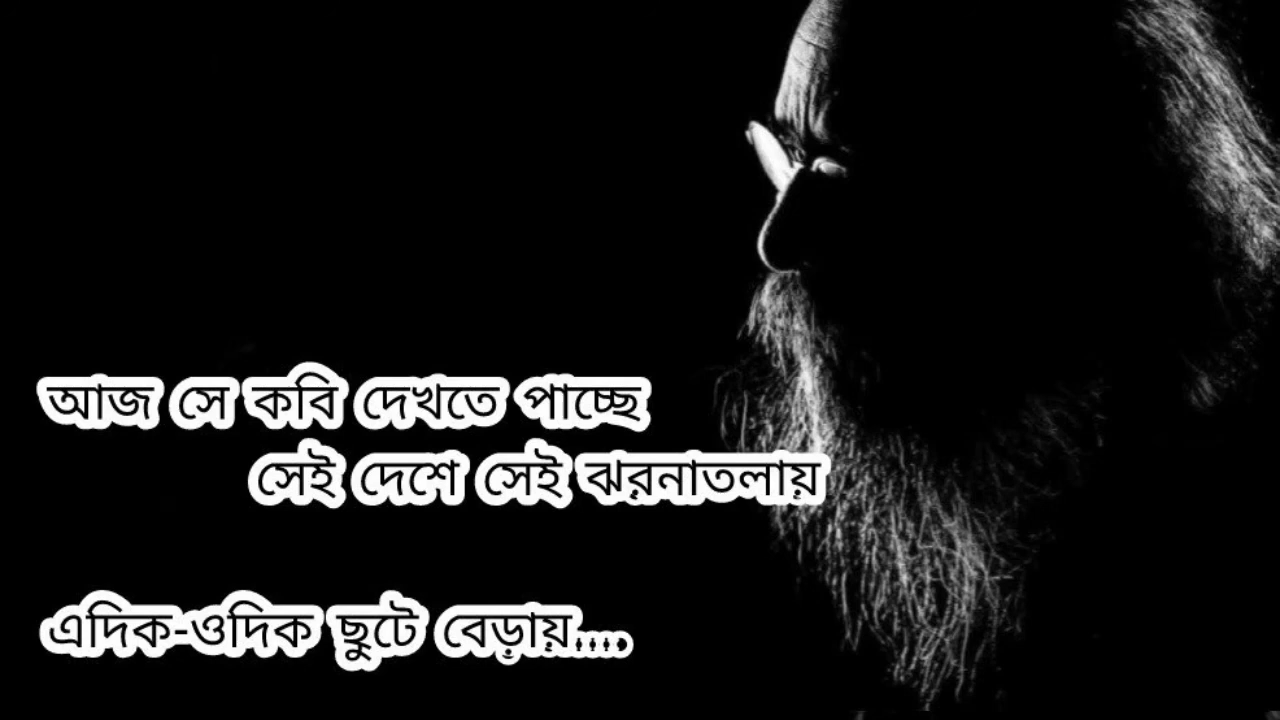 আজ সে কবি দেখতে পাচ্ছে
সেই দেশে সেই ঝরনাতলায়
এদিক-ওদিক ছুটে বেড়ায়....